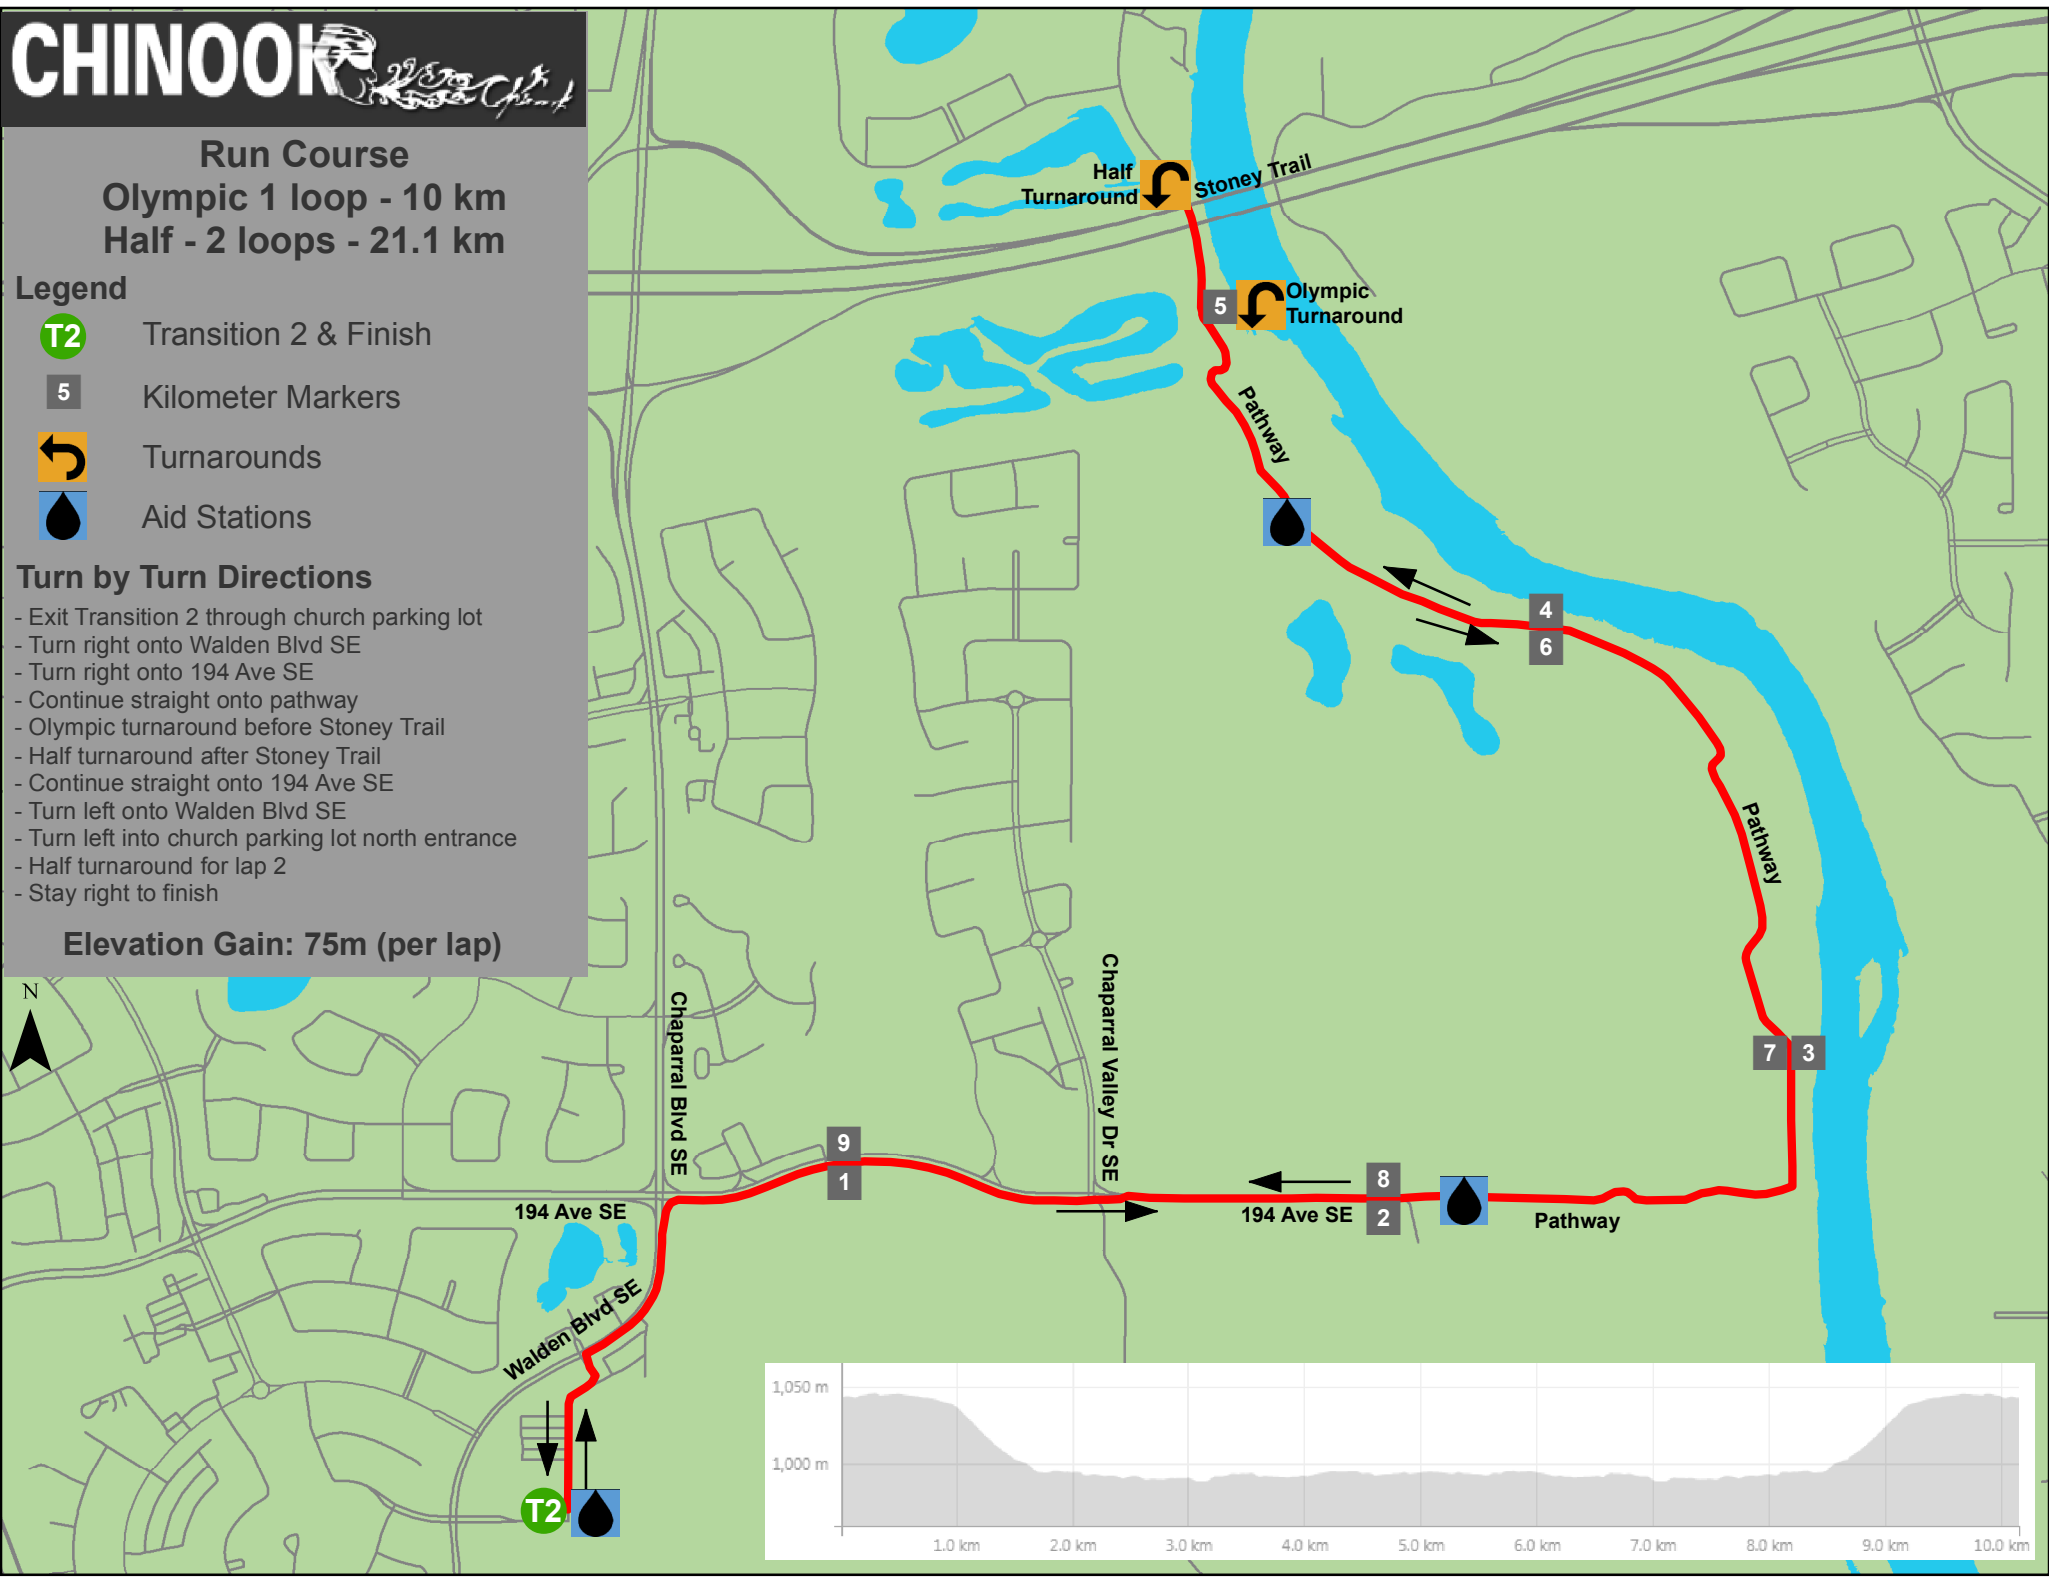 CHINOOK
Run Course
Olympic 1 loop - 10 km
Half - 2 loops - 21.1 km
Legend
T2 Transition 2 & Finish
5 Kilometer Markers
Turnarounds
Aid Stations
Turn by Turn Directions
- Exit Transition 2 through church parking lot
- Turn right onto Walden Blvd SE
- Turn right onto 194 Ave SE
- Continue straight onto pathway
- Olympic turnaround before Stoney Trail
- Half turnaround after Stoney Trail
- Continue straight onto 194 Ave SE
- Turn left onto Walden Blvd SE
- Turn left into church parking lot north entrance
- Half turnaround for lap 2
- Stay right to finish
Elevation Gain: 75m (per lap)
N
Half
Turnaround
Stoney Trail
5
Olympic
Turnaround
Pathway
4
6
Pathway
7 3
Chaparral Blvd SE
Chaparral Valley Dr SE
9
1
8
2
194 Ave SE
194 Ave SE
Pathway
Walden Blvd SE
T2
1,050 m
1,000 m
1.0 km 2.0 km 3.0 km 4.0 km 5.0 km 6.0 km 7.0 km 8.0 km 9.0 km 10.0 km